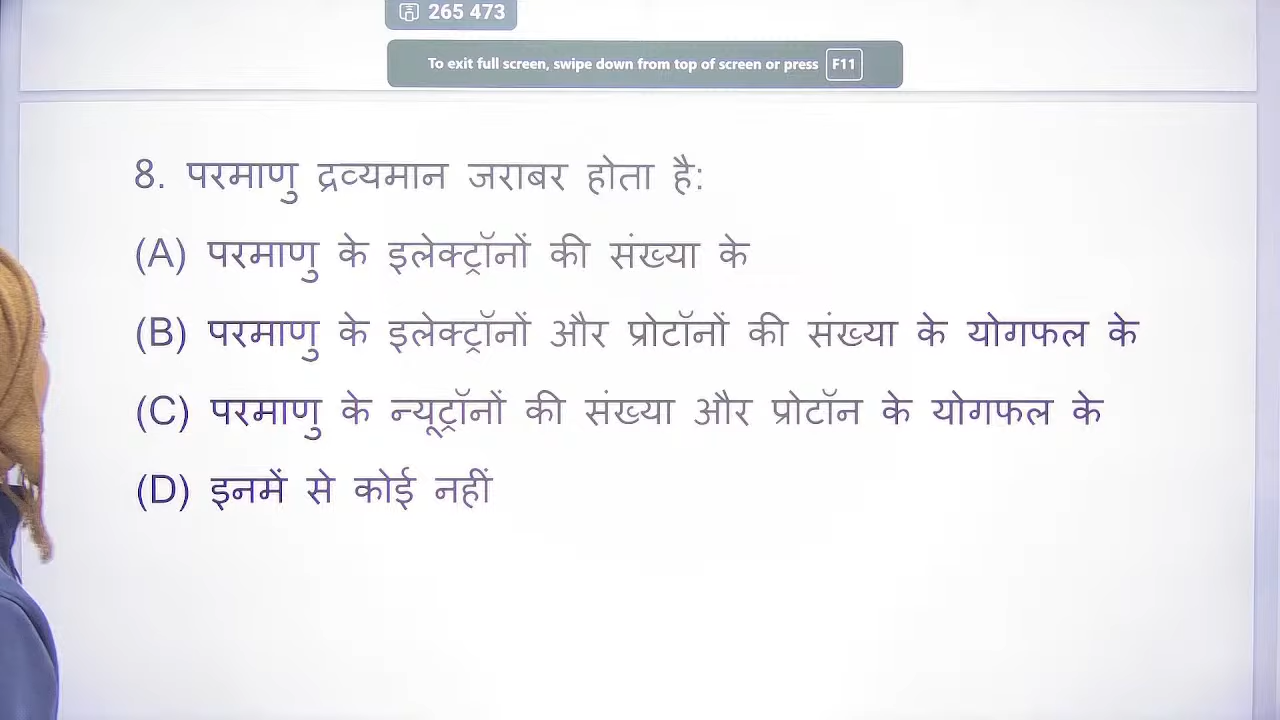 265 473
To exit full screen, swipe down from top of screen or press F11
8. परमाणु द्रव्यमान जराबर होता है:
(A) परमाणु के इलेक्ट्रॉनों की संख्या के
(B) परमाणु के इलेक्ट्रॉनों और प्रोटॉनों की संख्या के योगफल के
(C) परमाणु के न्यूट्रॉनों की संख्या और प्रोटॉन के योगफल के
(D) इनमें से कोई नहीं